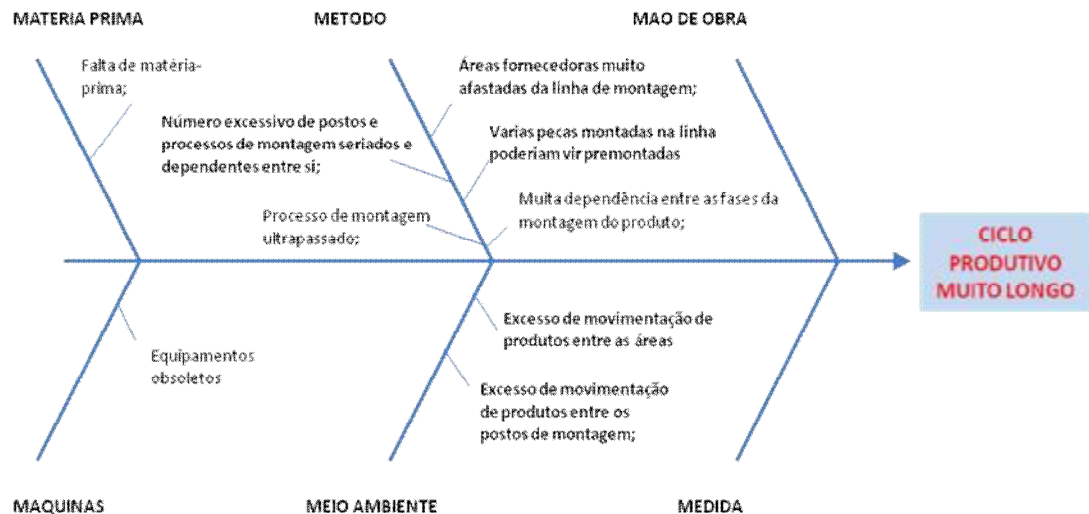 MATERIA PRIMA
METODO
MAO DE OBRA
Falta de matéria-
prima;
Áreas fornecedoras muito
afastadas da linha de montagem;
Número excessivo de postos e
processos de montagem seriados e
dependentes entre si;
Varias pecas montadas na linha
poderiam vir premontadas
Processo de montagem
ultrapassado;
Muita dependência entre as fases da
montagem do produto;
CICLO
PRODUTIVO
MUITO LONGO
Equipamentos
obsoletos
Excesso de movimentação de
produtos entre as áreas
Excesso de movimentação
de produtos entre os
postos de montagem;
MAQUINAS
MEIO AMBIENTE
MEDIDA